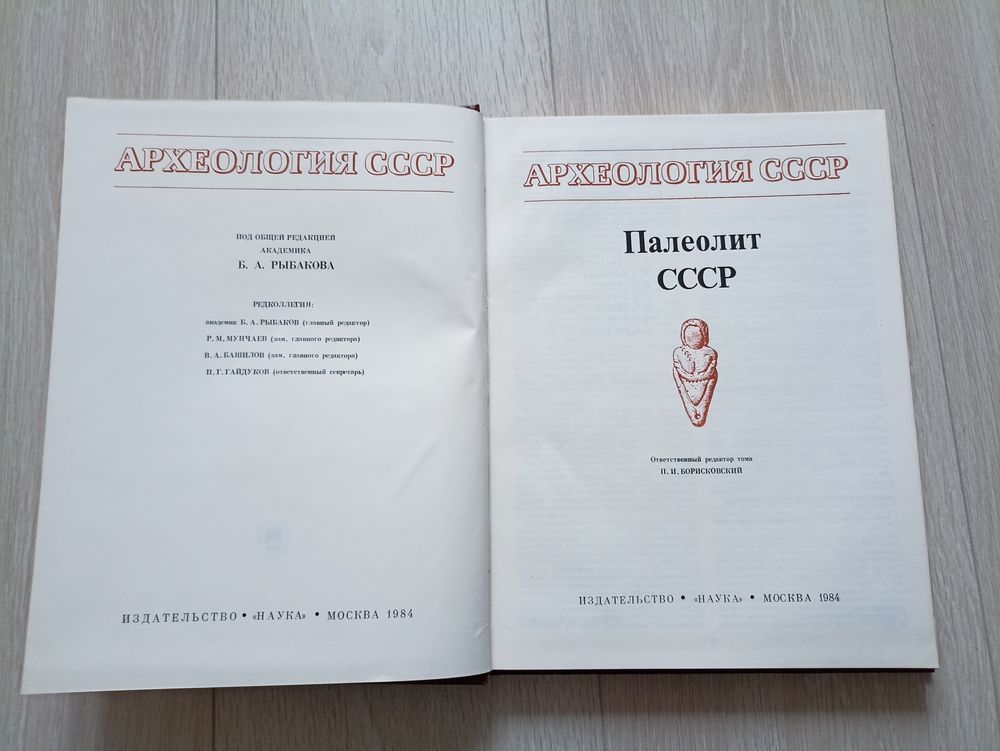 АРХЕОЛОГИЯ СССР
ПОД ОБЩЕЙ РЕДАКЦИЕЙ
АКАДЕМИКА
Б. А. РЫБАКОВА
РЕДКОЛЛЕГИЯ:
академик Б. А. РЫБАКОВ (главный редактор)
Р. М. МУНЧАЕВ (зам. главного редактора)
В. А. БАШИЛОВ (зам. главного редактора)
П. Г. ГАЙДУКОВ (ответственный секретарь)
ИЗДАТЕЛЬСТВО • «НАУКА» • МОСКВА 1984
АРХЕОЛОГИЯ СССР
Палеолит
СССР
Ответственный редактор тома
П. И. БОРИСКОВСКИЙ
ИЗДАТЕЛЬСТВО • «НАУКА» • МОСКВА 1984